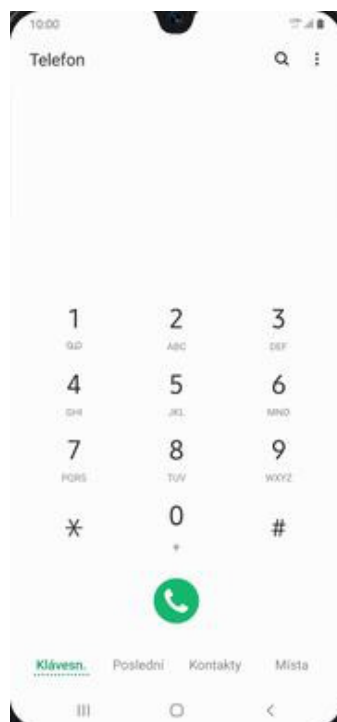 10:00
Telefon
1 2 3
ABC DEF
4 5 6
GHI JKL MNO
7 8 9
PQRS TUV WXYZ
* 0 #
+
Klávesn. Poslední Kontakty Místa